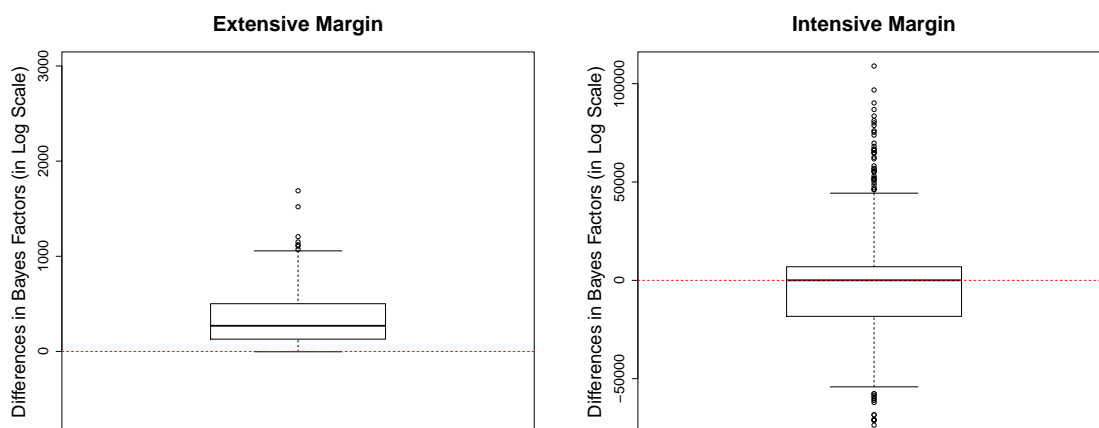 Extensive Margin
Differences in Bayes Factors (in Log Scale)
3000
2000
1000
0
Intensive Margin
Differences in Bayes Factors (in Log Scale)
100000
50000
0
−50000